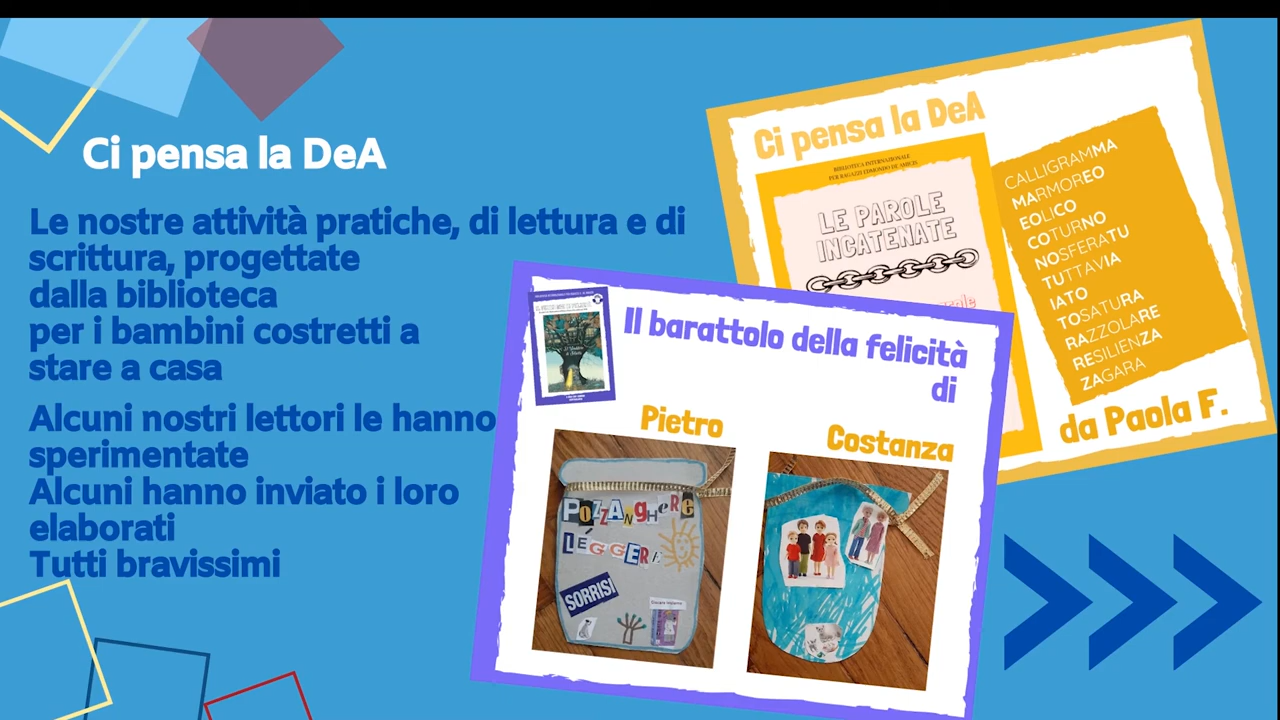 Ci pensa la DeA
Le nostre attività pratiche, di lettura e di
scrittura, progettate
dalla biblioteca
per i bambini costretti a
stare a casa
Alcuni nostri lettori le hanno
sperimentate
Alcuni hanno inviato i loro
elaborati
Tutti bravissimi
Ci pensa la DeA
BIBLIOTECA INTERNAZIONALE
PER RAGAZZI EDMONDO DE AMICIS
LE PAROLE
INCATENATE
CALLIGRAMMA
MARMOREO
EOLICO
COTURNO
NOSFERATU
TUTTAVIA
IATO
TOSATURA
RAZZOLARE
RESILIENZA
ZAGARA
da Paola F.
Il barattolo della felicità
di
Pietro
Costanza
POZZANGHERE
LÉGGERA
SORRISI